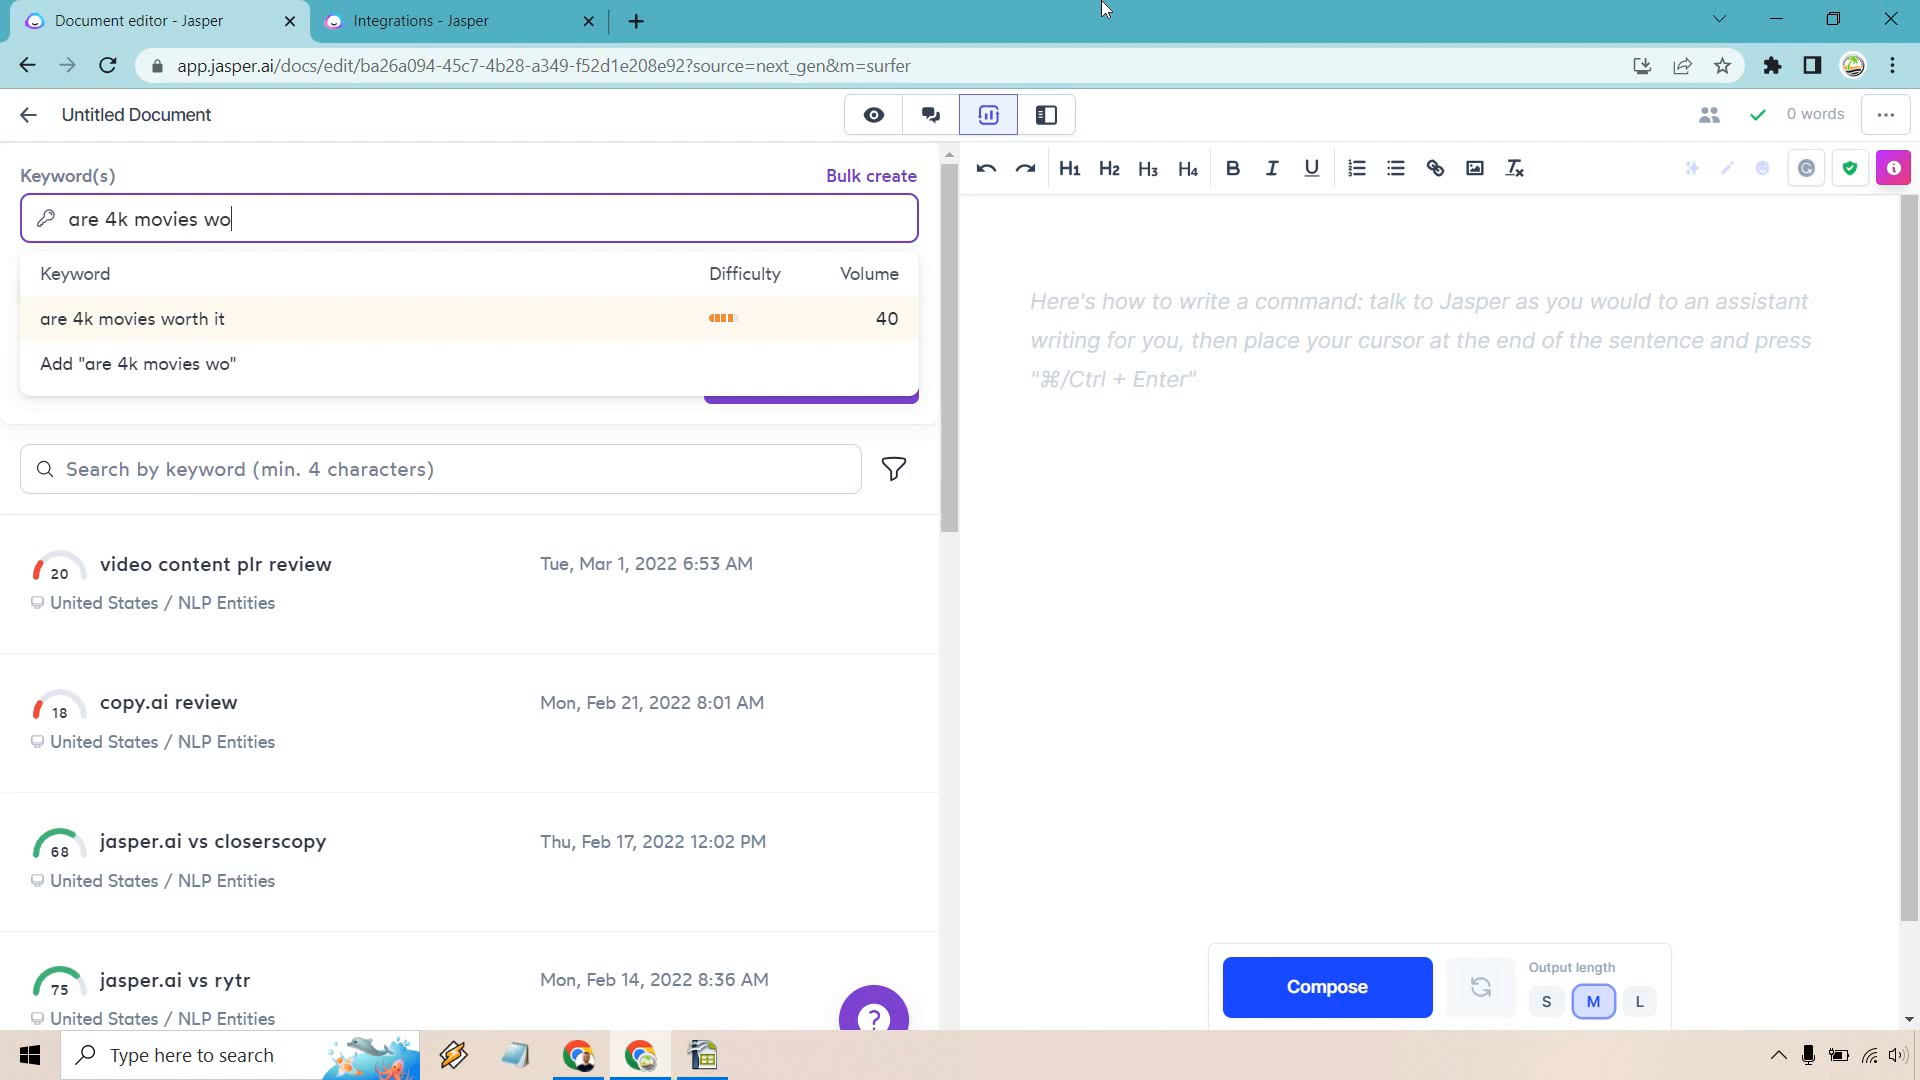 Document editor - Jasper
Integrations - Jasper
app.jasper.ai/docs/edit/ba26a094-45c7-4b28-a349-f52d1e208e92?source=next_gen&m=surfer
Untitled Document
0 words
Keyword(s)
Bulk create
are 4k movies wo
Keyword Difficulty Volume
are 4k movies worth it 40
Add "are 4k movies wo"
Search by keyword (min. 4 characters)
20 video content plr review Tue, Mar 1, 2022 6:53 AM
United States / NLP Entities
18 copy.ai review Mon, Feb 21, 2022 8:01 AM
United States / NLP Entities
68 jasper.ai vs closerscopy Thu, Feb 17, 2022 12:02 PM
United States / NLP Entities
75 jasper.ai vs rytr Mon, Feb 14, 2022 8:36 AM
United States / NLP Entities
?
H1 H2 H3 H4 B I U
Here's how to write a command: talk to Jasper as you would to an assistant
writing for you, then place your cursor at the end of the sentence and press
"⌘/Ctrl + Enter"
Compose
Output length
S M L
Type here to search